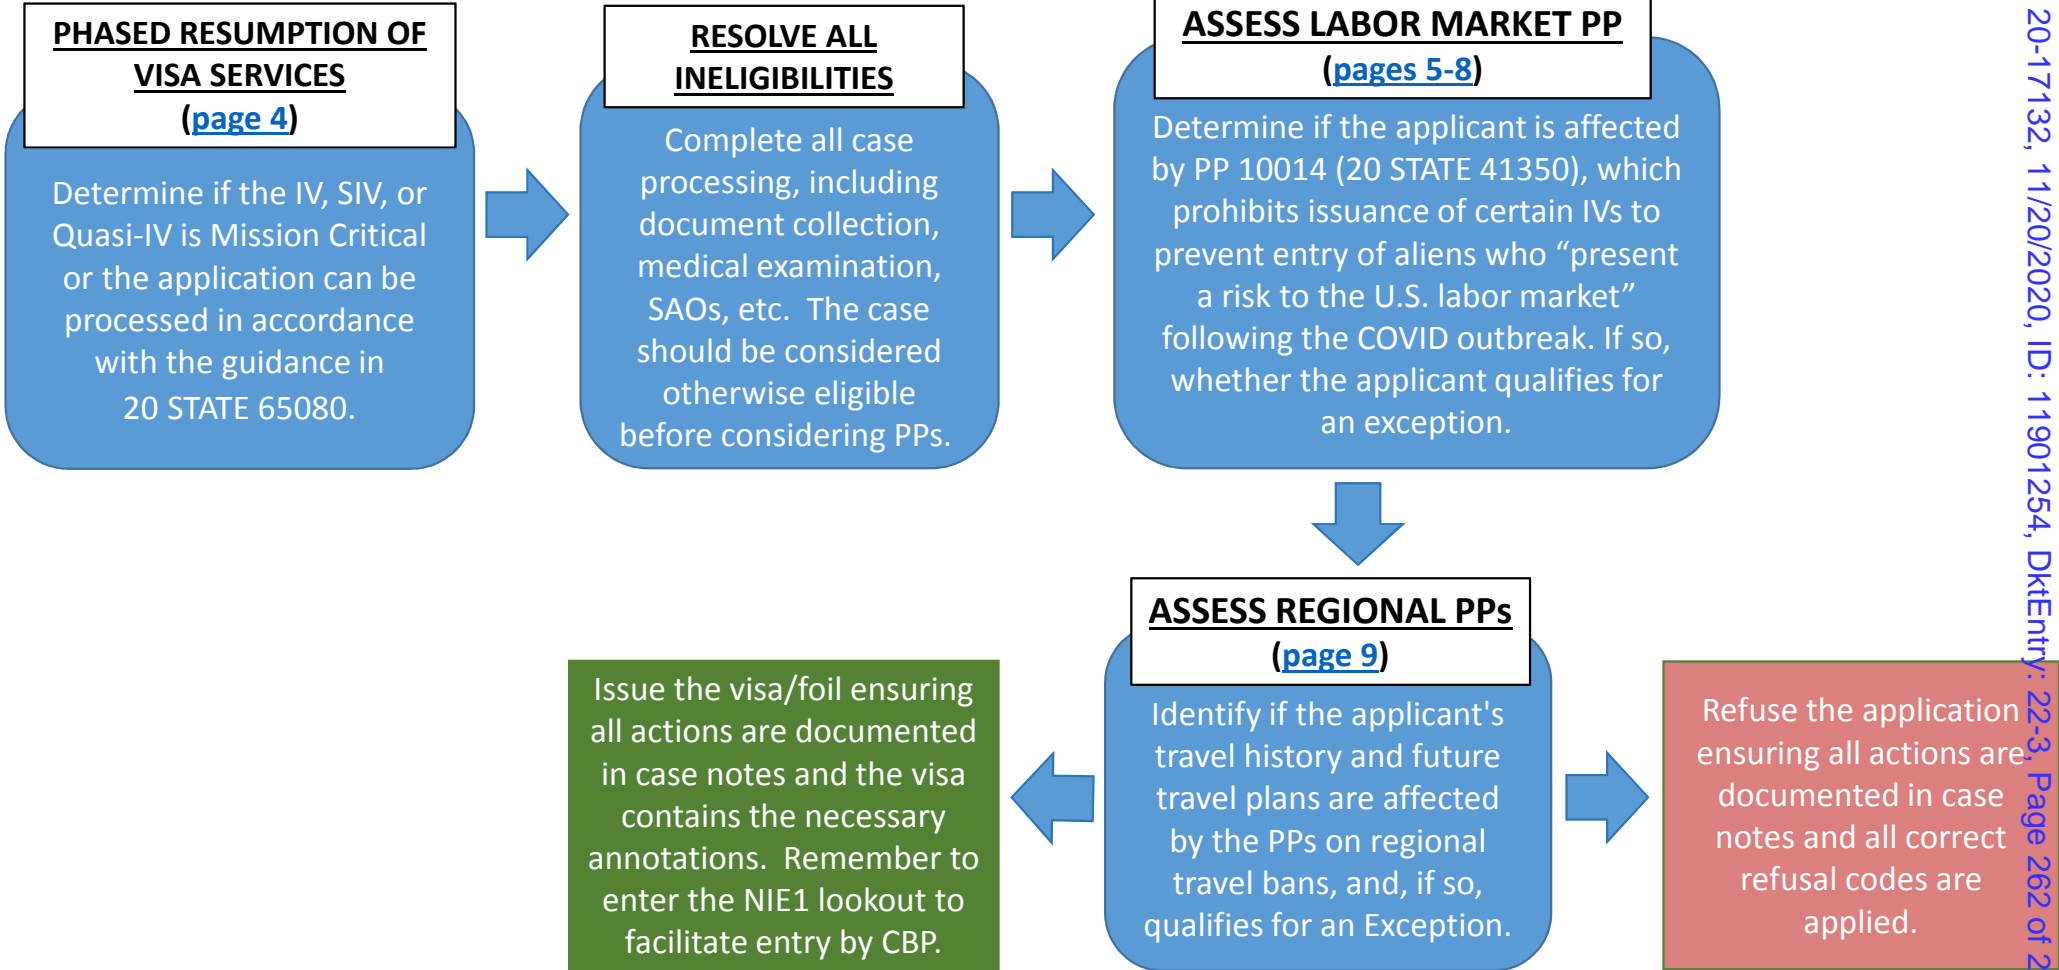 PHASED RESUMPTION OF
VISA SERVICES
(page 4)
Determine if the IV, SIV, or
Quasi-IV is Mission Critical
or the application can be
processed in accordance
with the guidance in
20 STATE 65080.
RESOLVE ALL
INELIGIBILITIES
Complete all case
processing, including
document collection,
medical examination,
SAOs, etc.  The case
should be considered
otherwise eligible
before considering PPs.
ASSESS LABOR MARKET PP
(pages 5-8)
Determine if the applicant is affected
by PP 10014 (20 STATE 41350), which
prohibits issuance of certain IVs to
prevent entry of aliens who “present
a risk to the U.S. labor market”
following the COVID outbreak. If so,
whether the applicant qualifies for
an exception.
ASSESS REGIONAL PPs
(page 9)
Identify if the applicant's
travel history and future
travel plans are affected
by the PPs on regional
travel bans, and, if so,
qualifies for an Exception.
Issue the visa/foil ensuring
all actions are documented
in case notes and the visa
contains the necessary
annotations.  Remember to
enter the NIE1 lookout to
facilitate entry by CBP.
Refuse the application
ensuring all actions are
documented in case
notes and all correct
refusal codes are
applied.
20-17132, 11/20/2020, ID: 11901254, DktEntry: 22-3, Page 262 of 2